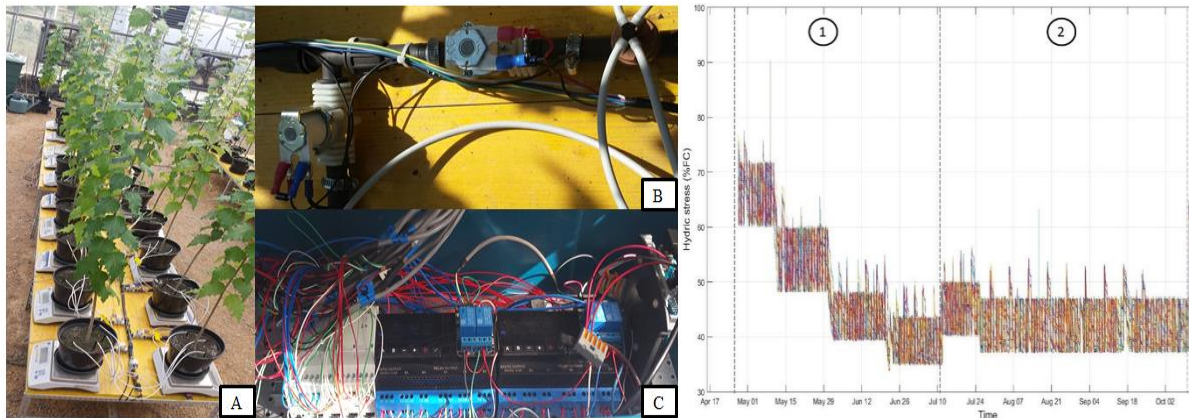 A
B
C
Hydric stress (%FC)
100
90
80
70
60
50
40
30
1
2
Apr 17
May 01
May 15
May 29
Jun 12
Jun 26
Jul 10
Jul 24
Aug 07
Aug 21
Sep 04
Sep 18
Oct 02
Time